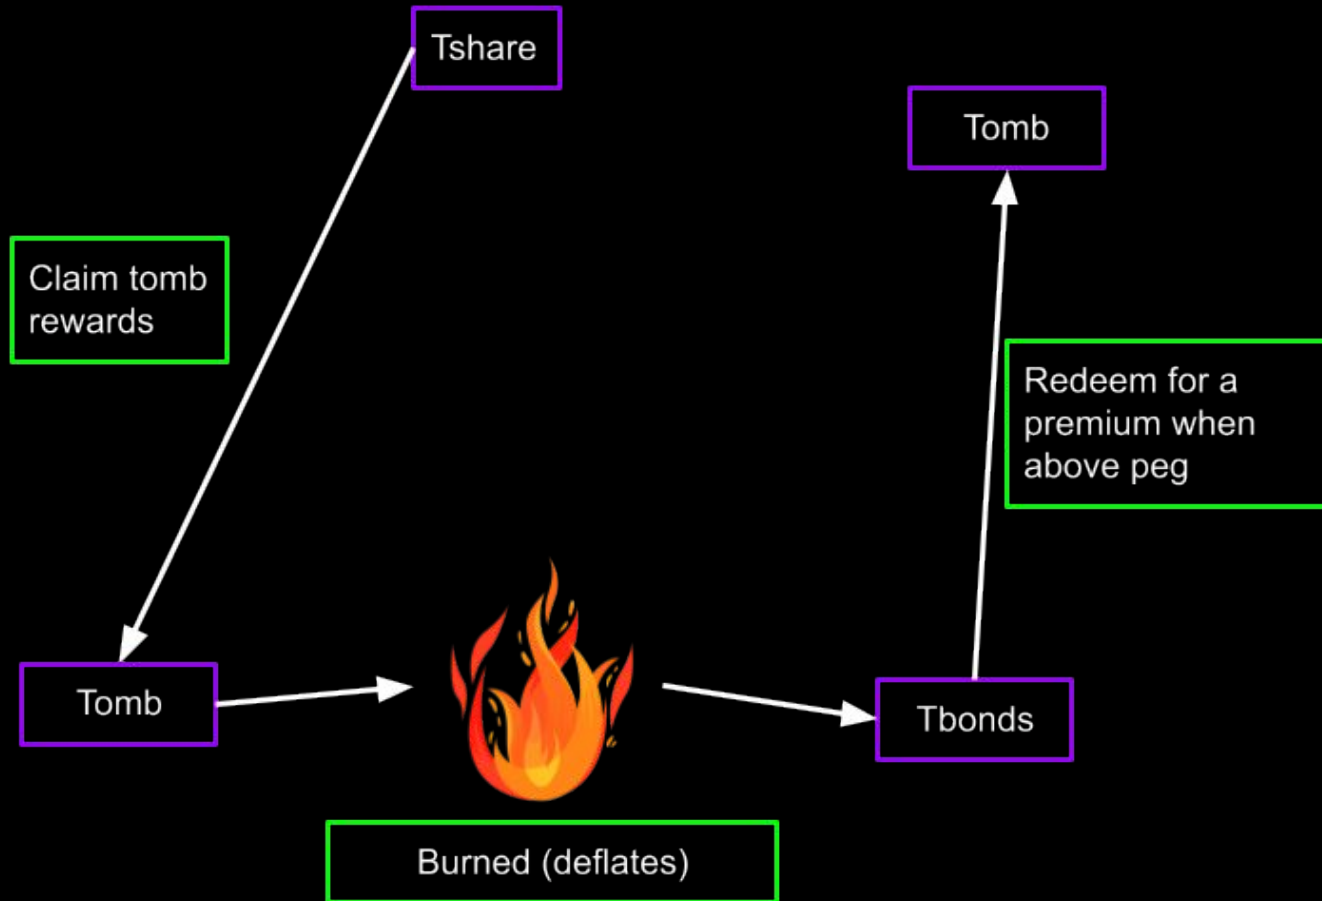 Tshare
Tomb
Claim tomb
rewards
Redeem for a
premium when
above peg
Tomb
Tbonds
Burned (deflates)